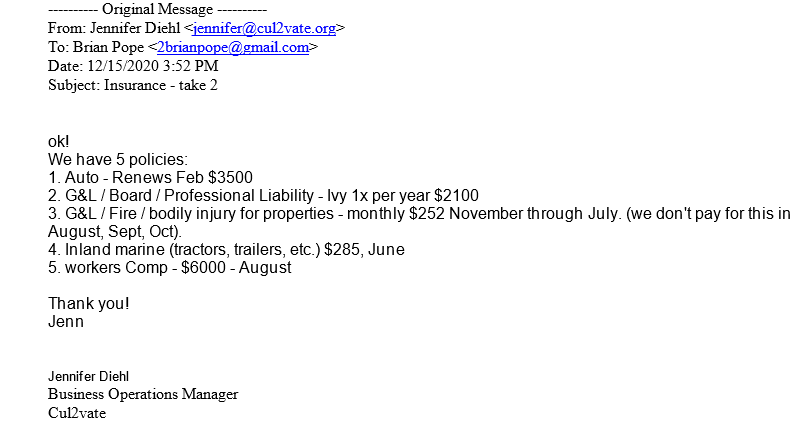 ---------- Original Message ----------
From: Jennifer Diehl <jennifer@cul2vate.org>
To: Brian Pope <2brianpope@gmail.com>
Date: 12/15/2020 3:52 PM
Subject: Insurance - take 2
ok!
We have 5 policies:
1. Auto - Renews Feb $3500
2. G&L / Board / Professional Liability - Ivy 1x per year $2100
3. G&L / Fire / bodily injury for properties - monthly $252 November through July. (we don't pay for this in
August, Sept, Oct).
4. Inland marine (tractors, trailers, etc.) $285, June
5. workers Comp - $6000 - August
Thank you!
Jenn
Jennifer Diehl
Business Operations Manager
Cul2vate